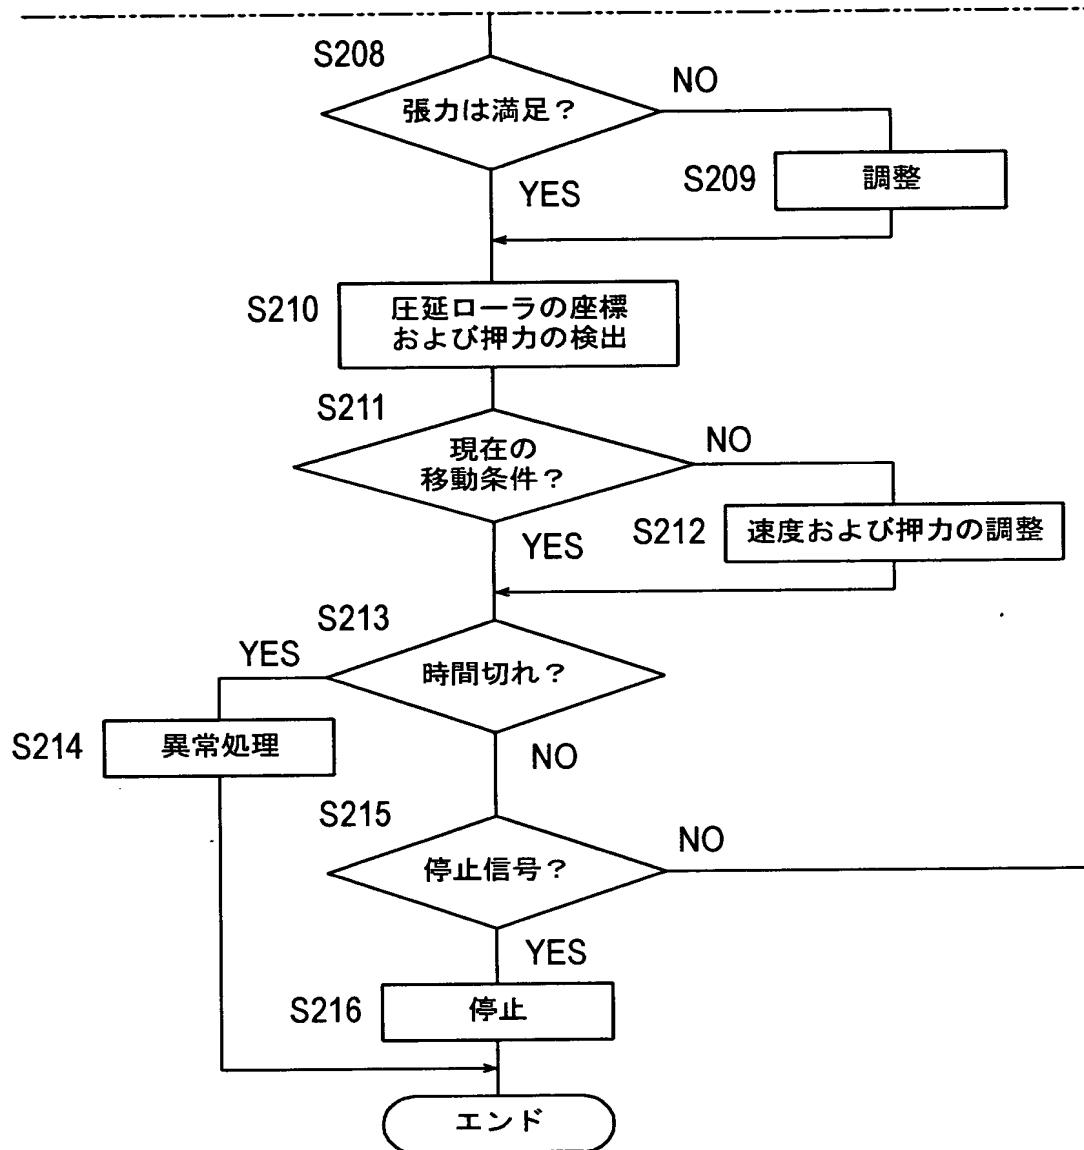 S208
張力は満足？
NO
S209
調整
YES
S210
圧延ローラの座標
および押力の検出
S211
現在の
移動条件？
NO
S212
速度および押力の調整
YES
S213
時間切れ？
YES
S214
異常処理
NO
S215
停止信号？
NO
YES
S216
停止
エンド